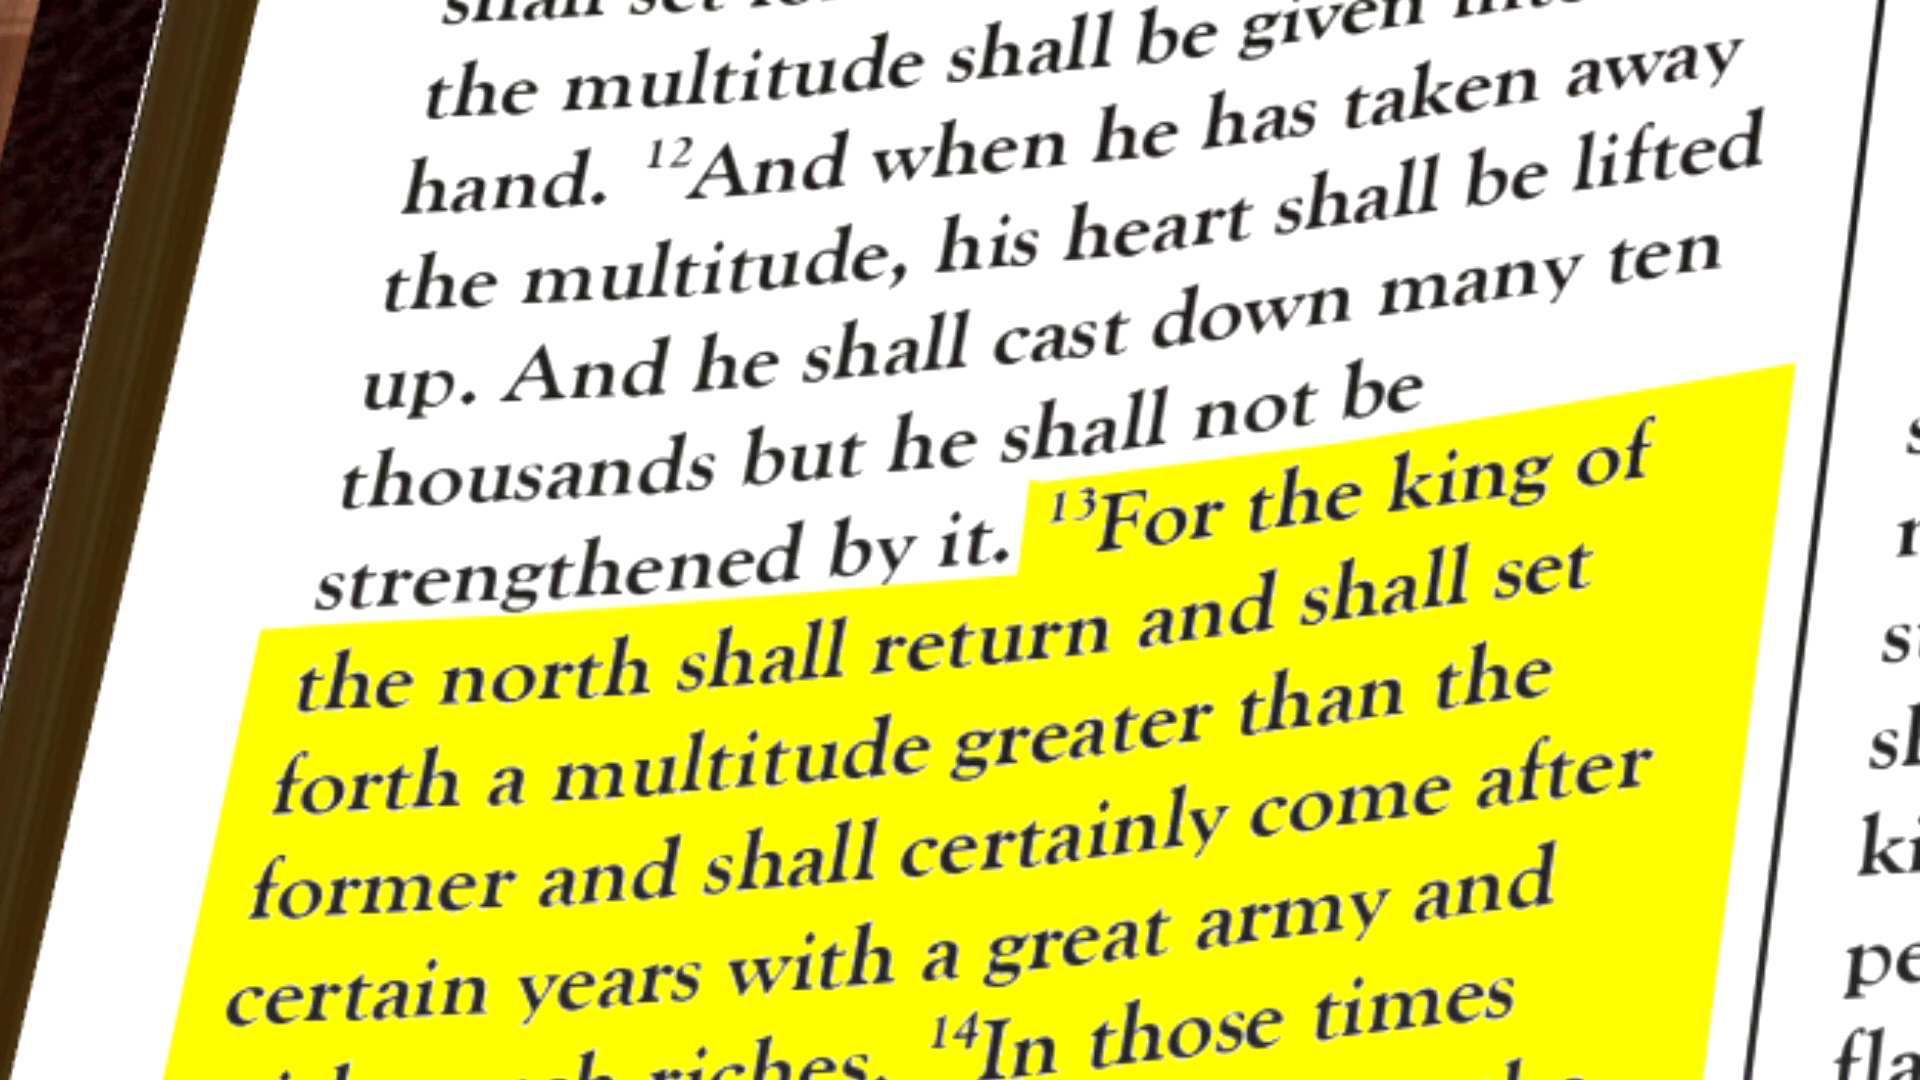 shall set
the multitude shall be given
hand. 12And when he has taken away
the multitude, his heart shall be lifted
up. And he shall cast down many ten
thousands but he shall not be
strengthened by it. 13For the king of
the north shall return and shall set
forth a multitude greater than the
former and shall certainly come after
certain years with a great army and
riches. 14In those times